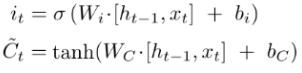 i_t = σ (W_i·[h_{t−1}, x_t] + b_i)
C̃_t = tanh(W_C·[h_{t−1}, x_t] + b_C)